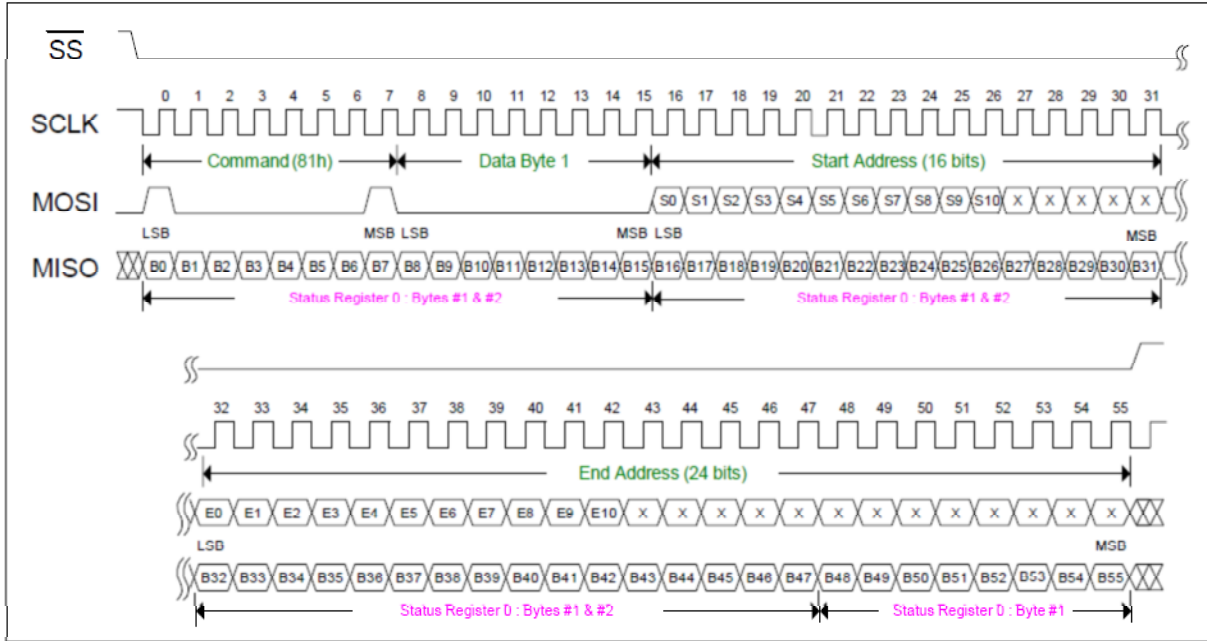 SS
0 1 2 3 4 5 6 7 8 9 10 11 12 13 14 15 16 17 18 19 20 21 22 23 24 25 26 27 28 29 30 31
SCLK
Command (81h) Data Byte 1 Start Address (16 bits)
MOSI S0 S1 S2 S3 S4 S5 S6 S7 S8 S9 S10 X X X X X
LSB MSB LSB MSB LSB MSB
MISO B0 B1 B2 B3 B4 B5 B6 B7 B8 B9 B10 B11 B12 B13 B14 B15 B16 B17 B18 B19 B20 B21 B22 B23 B24 B25 B26 B27 B28 B29 B30 B31
Status Register 0 : Bytes #1 & #2 Status Register 0 : Bytes #1 & #2
32 33 34 35 36 37 38 39 40 41 42 43 44 45 46 47 48 49 50 51 52 53 54 55
End Address (24 bits)
E0 E1 E2 E3 E4 E5 E6 E7 E8 E9 E10 X X X X X X X X X X X X X
LSB MSB
B32 B33 B34 B35 B36 B37 B38 B39 B40 B41 B42 B43 B44 B45 B46 B47 B48 B49 B50 B51 B52 B53 B54 B55
Status Register 0 : Bytes #1 & #2 Status Register 0 : Byte #1